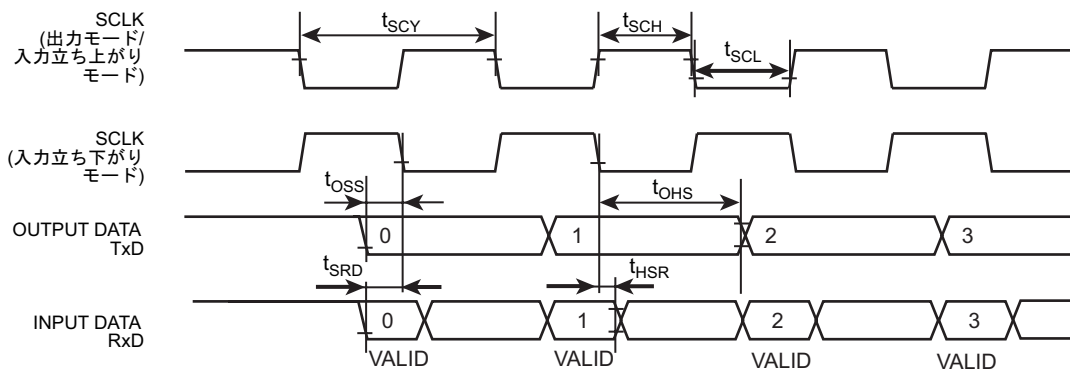 SCLK
(出力モード/
入力立ち上がり
モード)
tSCY
tSCH
tSCL
SCLK
(入力立ち下がり
モード)
tOSS
tOHS
OUTPUT DATA
TxD
0
1
2
3
tSRD
tHSR
INPUT DATA
RxD
0
1
2
3
VALID
VALID
VALID
VALID